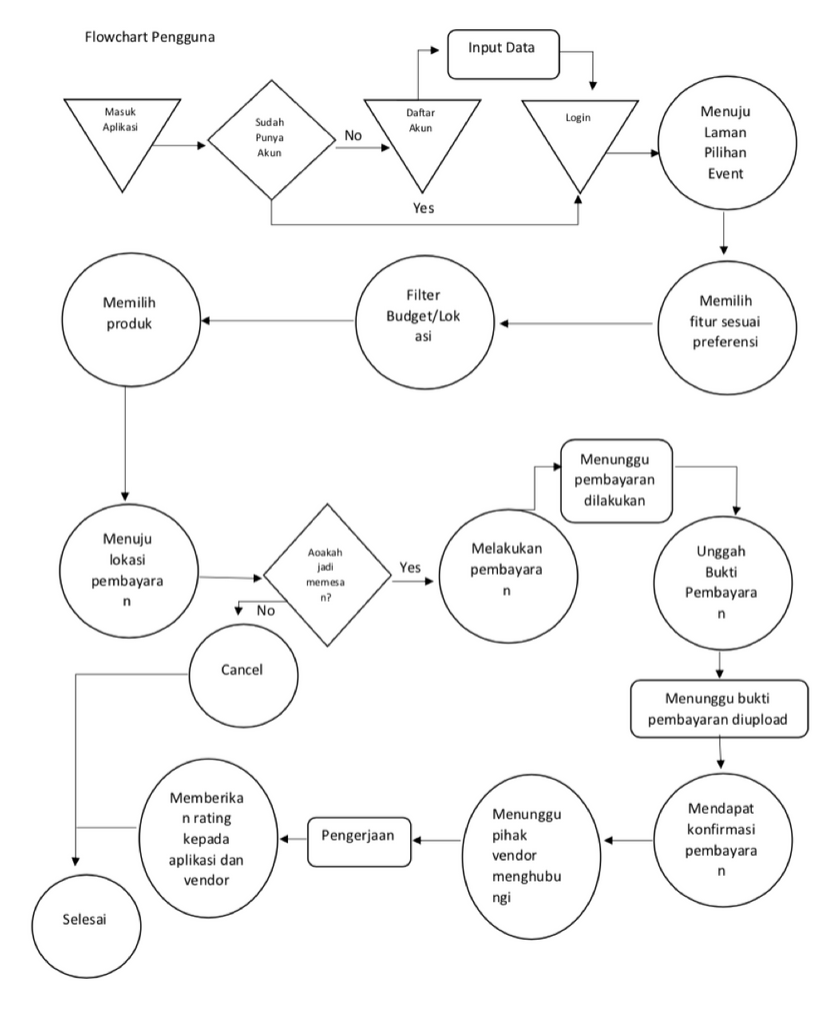 Flowchart Pengguna
Input Data
Masuk
Aplikasi
Sudah
Punya
Akun
No
Daftar
Akun
Login
Menuju
Laman
Pilihan
Event
Yes
Memilih
produk
Filter
Budget/Lok
asi
Memilih
fitur sesuai
preferensi
Menunggu
pembayaran
dilakukan
Menuju
lokasi
pembayara
n
Aoakah
jadi
memesa
n?
Yes
No
Melakukan
pembayara
n
Unggah
Bukti
Pembayara
n
Cancel
Menunggu bukti
pembayaran diupload
Memberika
n rating
kepada
aplikasi dan
vendor
Pengerjaan
Menunggu
pihak
vendor
menghubu
ngi
Mendapat
konfirmasi
pembayara
n
Selesai